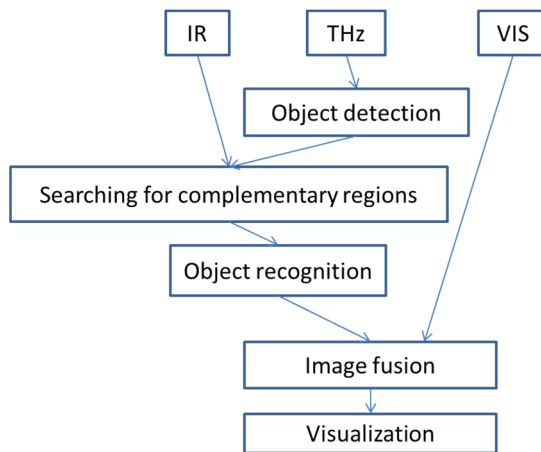 IR
THz
VIS
Object detection
Searching for complementary regions
Object recognition
Image fusion
Visualization